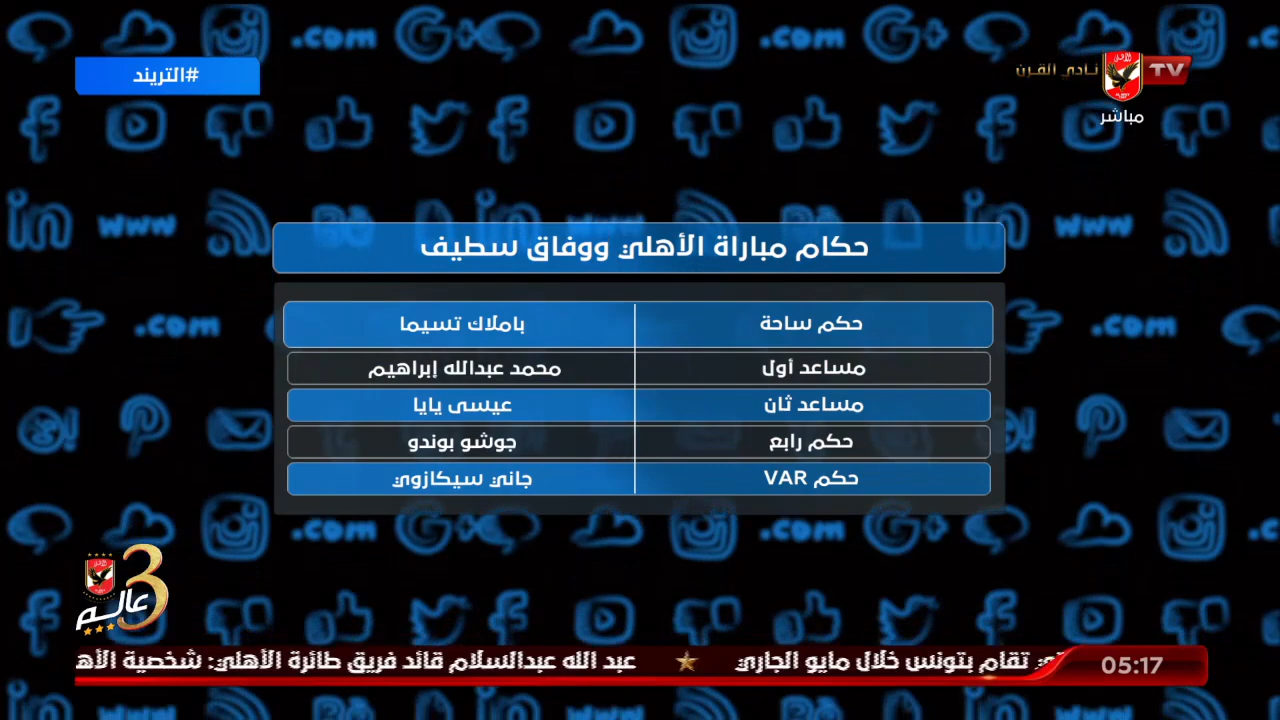 #التريند
نادي القرن
TV
مباشر
حكام مباراة الأهلي ووفاق سطيف
حكم ساحة باملاك تسيما
مساعد أول محمد عبدالله إبراهيم
مساعد ثان عيسى يايا
حكم رابع جوشو بوندو
حكم VAR جاني سيكازوي
3 عالم
تقام بتونس خلال مايو الجاري
عبد الله عبدالسلام قائد فريق طائرة الأهلي: شخصية
05:17